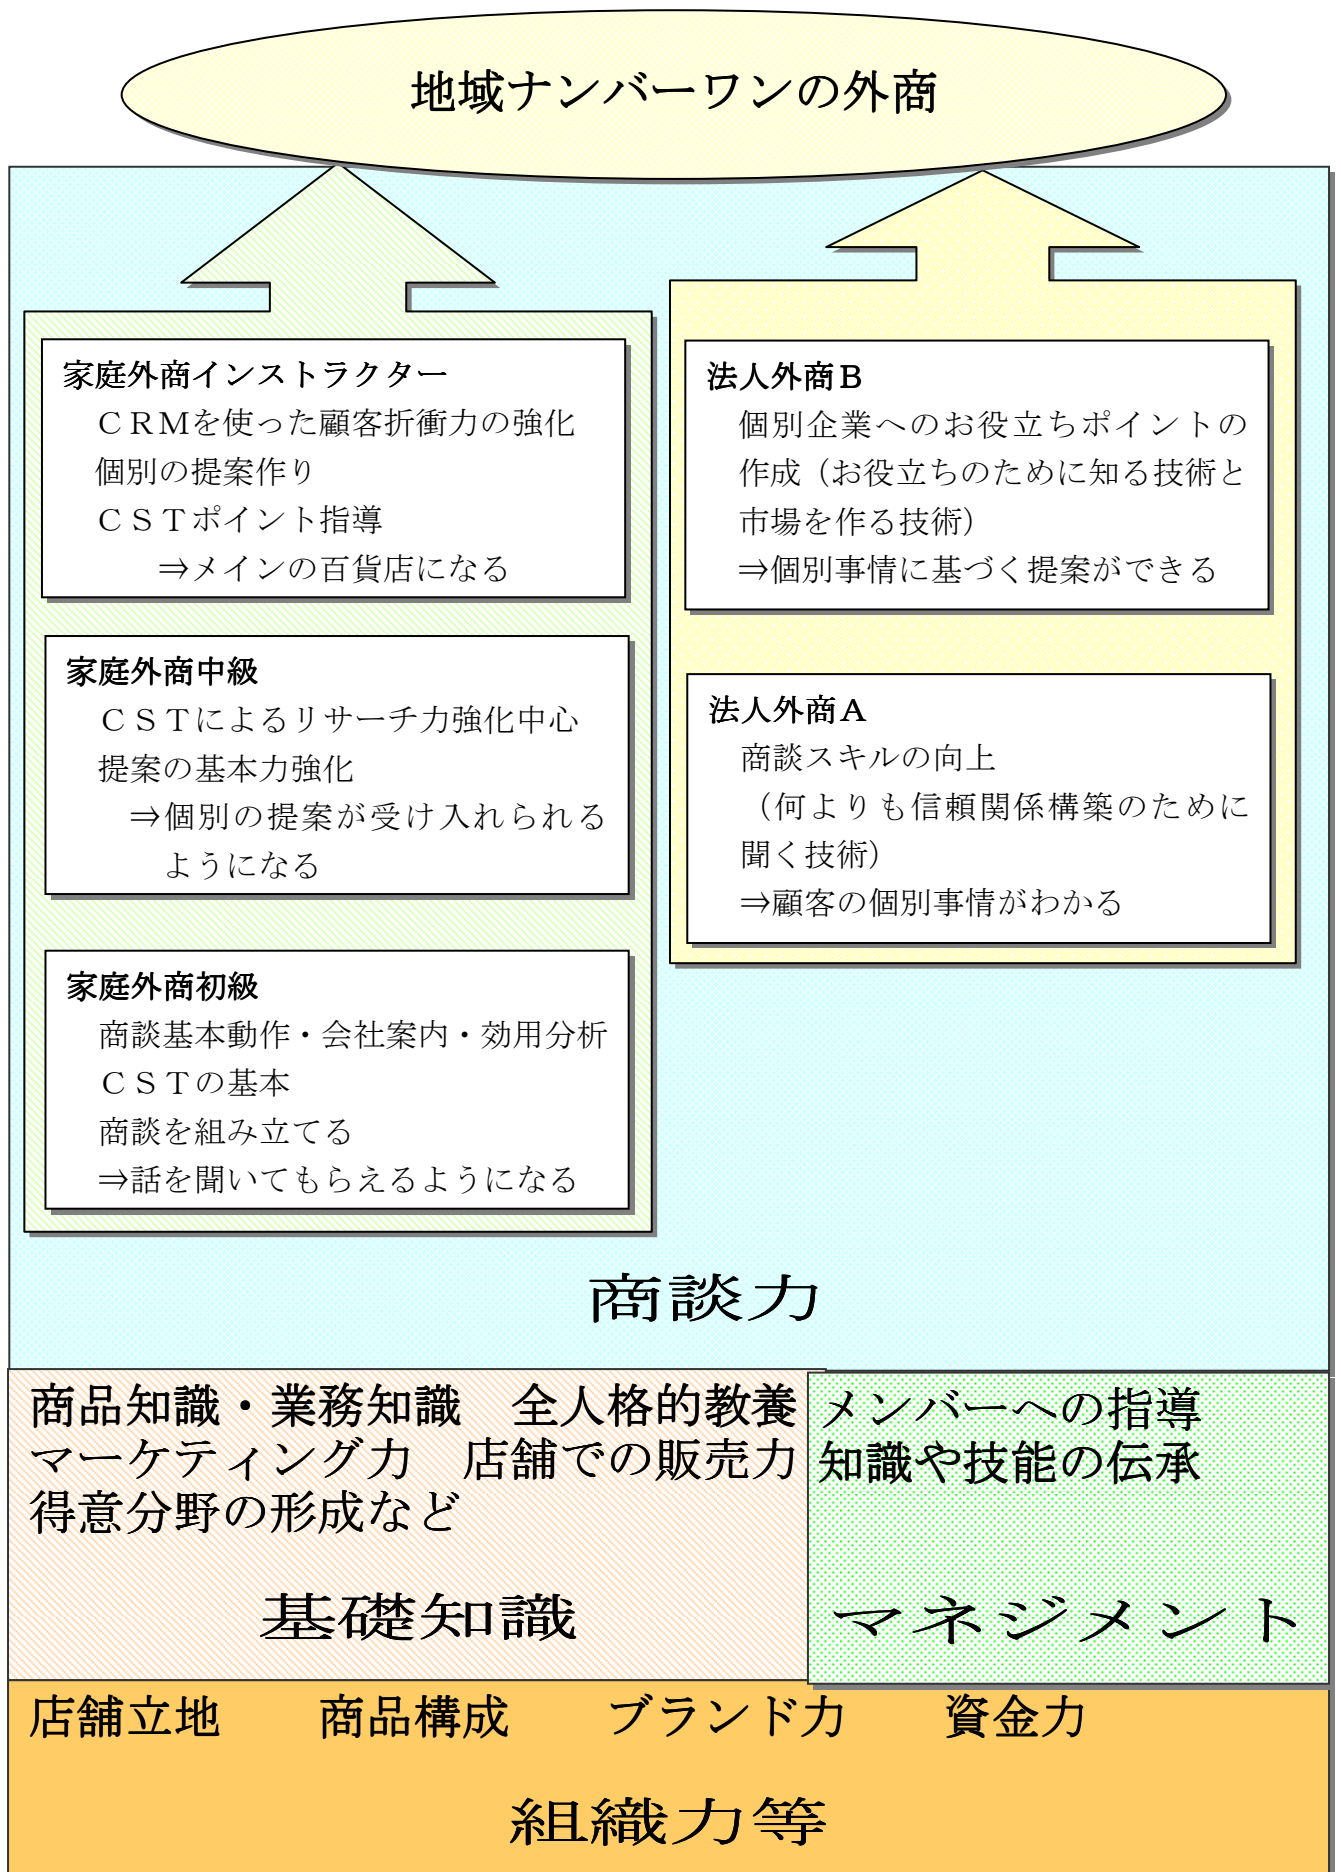 地域ナンバーワンの外商
家庭外商インストラクター
ＣＲＭを使った顧客折衝力の強化
個別の提案作り
ＣＳＴポイント指導
⇒メインの百貨店になる
家庭外商中級
ＣＳＴによるリサーチ力強化中心
提案の基本力強化
⇒個別の提案が受け入れられる
ようになる
家庭外商初級
商談基本動作・会社案内・効用分析
ＣＳＴの基本
商談を組み立てる
⇒話を聞いてもらえるようになる
法人外商Ｂ
個別企業へのお役立ちポイントの
作成（お役立ちのために知る技術と
市場を作る技術）
⇒個別事情に基づく提案ができる
法人外商Ａ
商談スキルの向上
（何よりも信頼関係構築のために
聞く技術）
⇒顧客の個別事情がわかる
商談力
商品知識・業務知識　全人格的教養
マーケティング力　店舗での販売力
得意分野の形成など
基礎知識
メンバーへの指導
知識や技能の伝承
マネジメント
店舗立地　　商品構成　　ブランド力　　資金力
組織力等